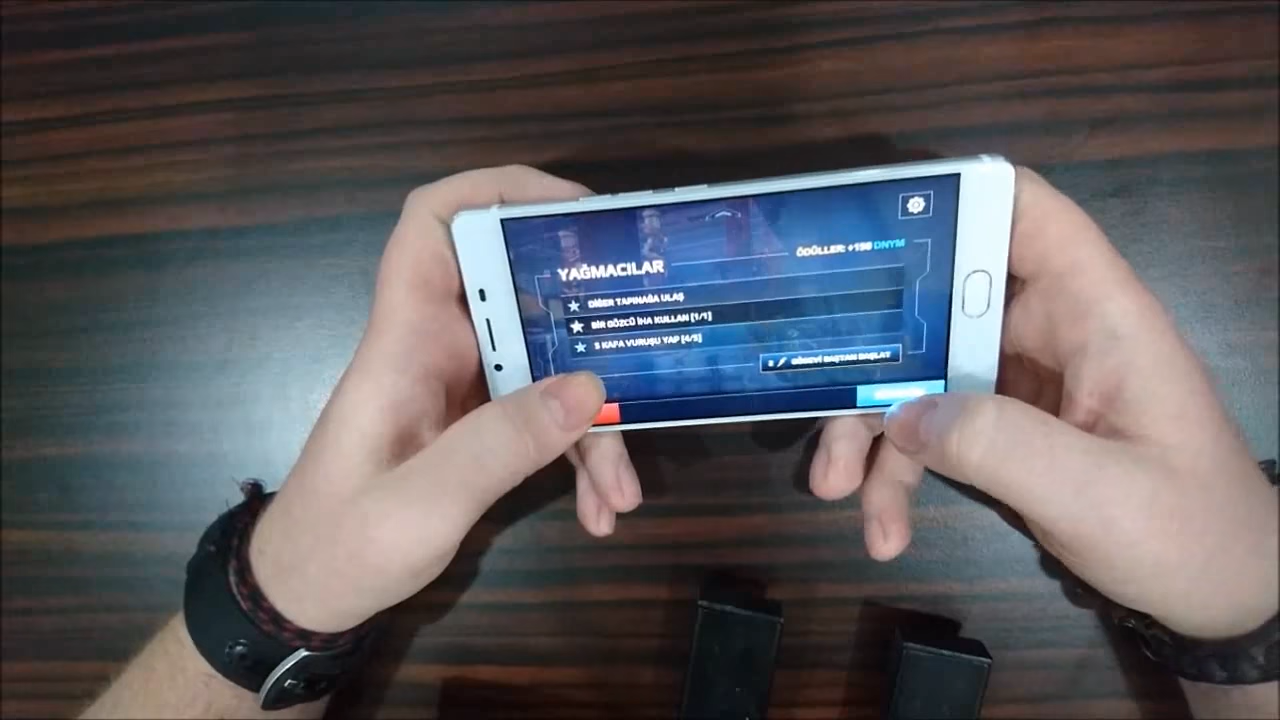 ÖDÜLLER: +150 DNYM
YAĞMACILAR
DİĞER TAPINAĞA ULAŞ
BİR GÖZCÜ İHA KULLAN [1/1]
5 KAFA VURUŞU YAP [4/5]
GÖREVİ BAŞTAN BAŞLAT